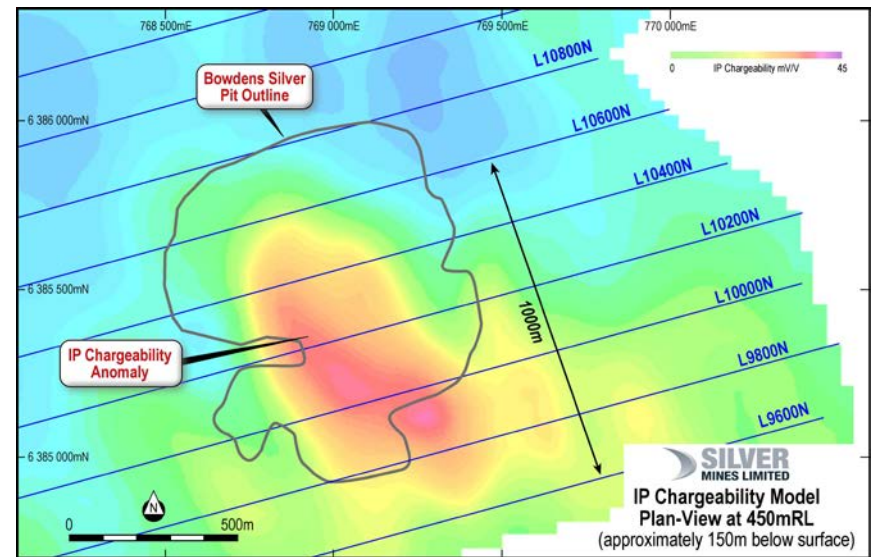 768 500mE
769 000mE
769 500mE
770 000mE
L10800N
0 IP Chargeability mV/V 45
Bowdens Silver
Pit Outline
6 386 000mN
L10600N
L10400N
L10200N
6 385 500mN
L10000N
1000m
IP Chargeability
Anomaly
L9800N
L9600N
6 385 000mN
SILVER
MINES LIMITED
N
IP Chargeability Model
Plan-View at 450mRL
(approximately 150m below surface)
0 500m